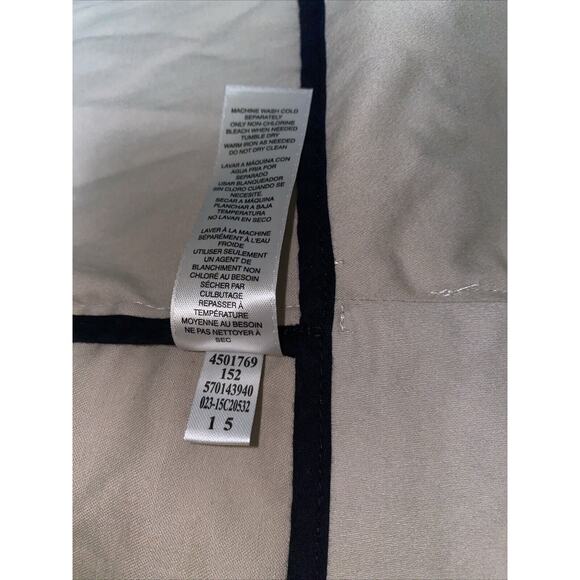 MACHINE WASH COLD
SEPARATELY
ONLY NON-CHLORINE
BLEACH WHEN NEEDED
TUMBLE DRY
WARM IRON AS NEEDED
DO NOT DRY CLEAN
LAVAR A MÁQUINA CON
AGUA FRIA POR
SEPARADO
USAR BLANQUEADOR
SIN CLORO CUANDO SE
NECESITE.
SECAR A MÁQUINA
PLANCHAR A BAJA
TEMPERATURA
NO LAVAR EN SECO
LAVER À LA MACHINE
SÉPARÉMENT À L'EAU
FROIDE
UTILISER SEULEMENT
UN AGENT DE
BLANCHIMENT NON
CHLORÉ AU BESOIN
SÉCHER PAR
CULBUTAGE
REPASSER À
TEMPÉRATURE
MOYENNE AU BESOIN
NE PAS NETTOYER À
SEC
4501769
152
570143940
023-15C20532
1 5